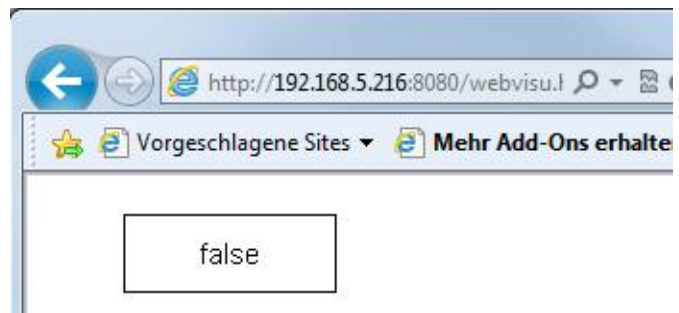 http://192.168.5.216:8080/webvisu.
Vorgeschlagene Sites Mehr Add-Ons erhalte
false